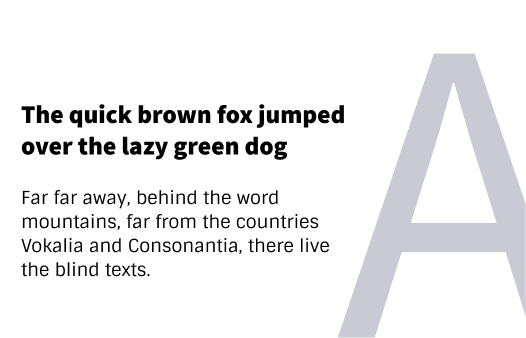 The quick brown fox jumped
over the lazy green dog
Far far away, behind the word
mountains, far from the countries
Vokalia and Consonantia, there live
the blind texts.
A